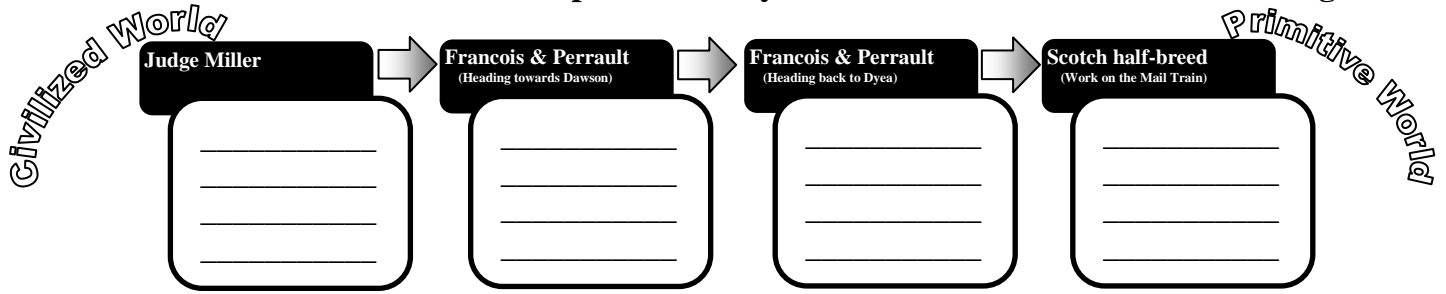 Civilized World
Judge Miller
Francois & Perrault
(Heading towards Dawson)
Francois & Perrault
(Heading back to Dyea)
Scotch half-breed
(Work on the Mail Train)
Primitive World